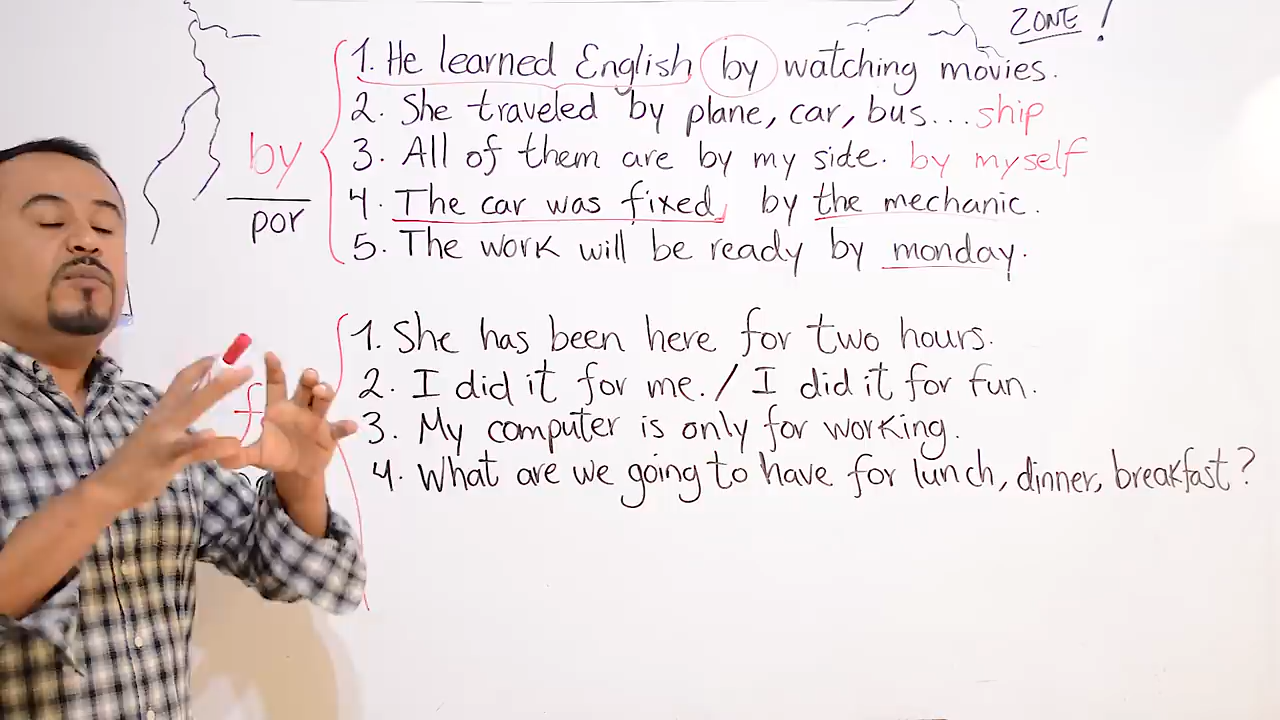 ZONE!
1. He learned English by watching movies.
2. She traveled by plane, car, bus... ship
3. All of them are by my side. by myself
4. The car was fixed, by the mechanic.
5. The work will be ready by monday.
by
por
1. She has been here for two hours.
2. I did it for me. / I did it for fun.
3. My computer is only for working.
4. What are we going to have for lunch, dinner, breakfast?